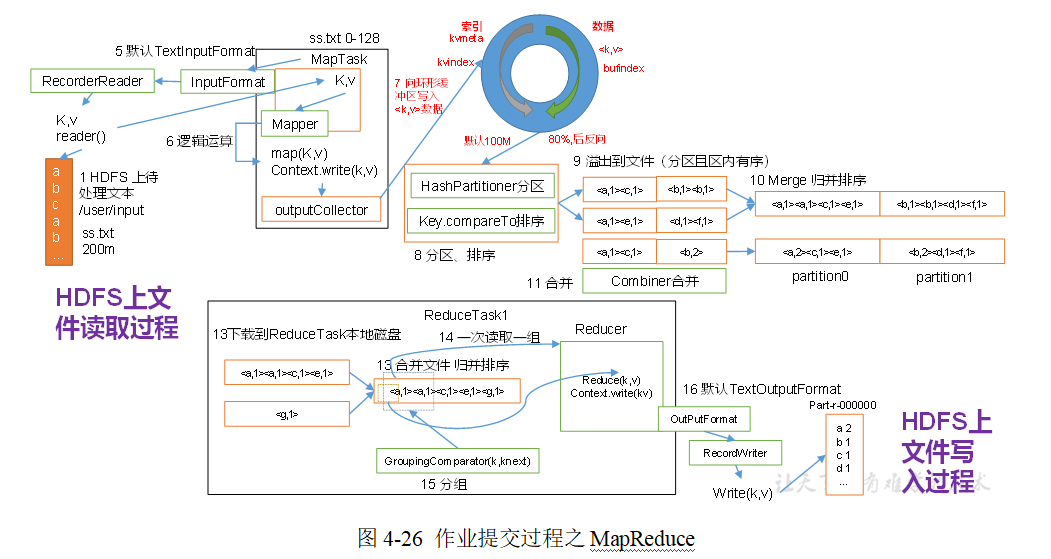 ss.txt 0-128
5 默认TextInputFormat
MapTask
RecorderReader
InputFormat
K,v
K,v
reader()
Mapper
6 逻辑运算
map(K,v)
Context.write(k,v)
outputCollector
1 HDFS 上待
处理文本
/user/input
ss.txt
200m
a
b
c
a
b
...
HDFS上文
件读取过程
7 向环形缓
冲区写入
<k,v>数据
索引
kvmeta
kvindex
数据
<k,v>
bufindex
默认100M
80%,后反向
HashPartitioner分区
Key.compareTo排序
8 分区、排序
9 溢出到文件（分区且区内有序）
<a,1><c,1>
<b,1><b,1>
<a,1><e,1>
<d,1><f,1>
<a,1><c,1>
<b,2>
10 Merge 归并排序
<a,1><a,1><c,1><e,1>
<b,1><b,1><d,1><f,1>
<a,2><c,1><e,1>
<b,2><d,1><f,1>
partition0
partition1
11 合并
Combiner合并
ReduceTask1
13下载到ReduceTask本地磁盘
14 一次读取一组
Reducer
<a,1><a,1><c,1><e,1>
<g,1>
13 合并文件 归并排序
<a,1><a,1><c,1><e,1><g,1>
GroupingComparator(k,knext)
15 分组
Reduce(k,v)
Context.write(kv)
16 默认TextOutputFormat
OutPutFormat
RecordWriter
Write(k,v)
Part-r-000000
a 2
b 1
c 1
d 1
...
HDFS上
文件写
入过程
图 4-26 作业提交过程之 MapReduce